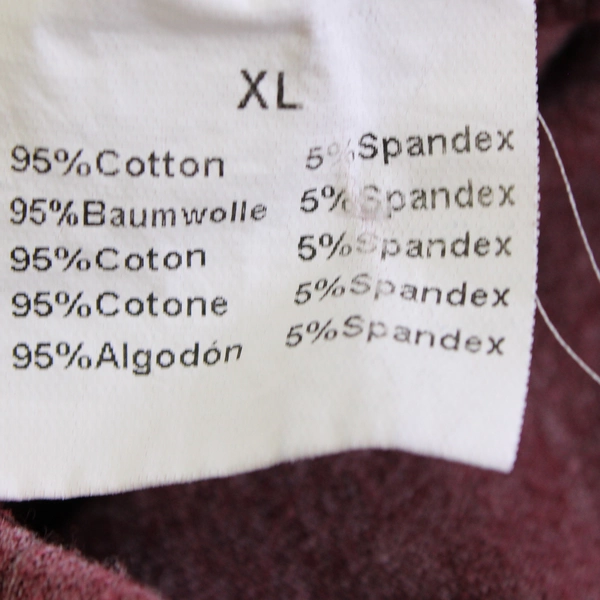 XL
95%Cotton 5%Spandex
95%Baumwolle 5%Spandex
95%Coton 5%Spandex
95%Cotone 5%Spandex
95%Algodón 5%Spandex